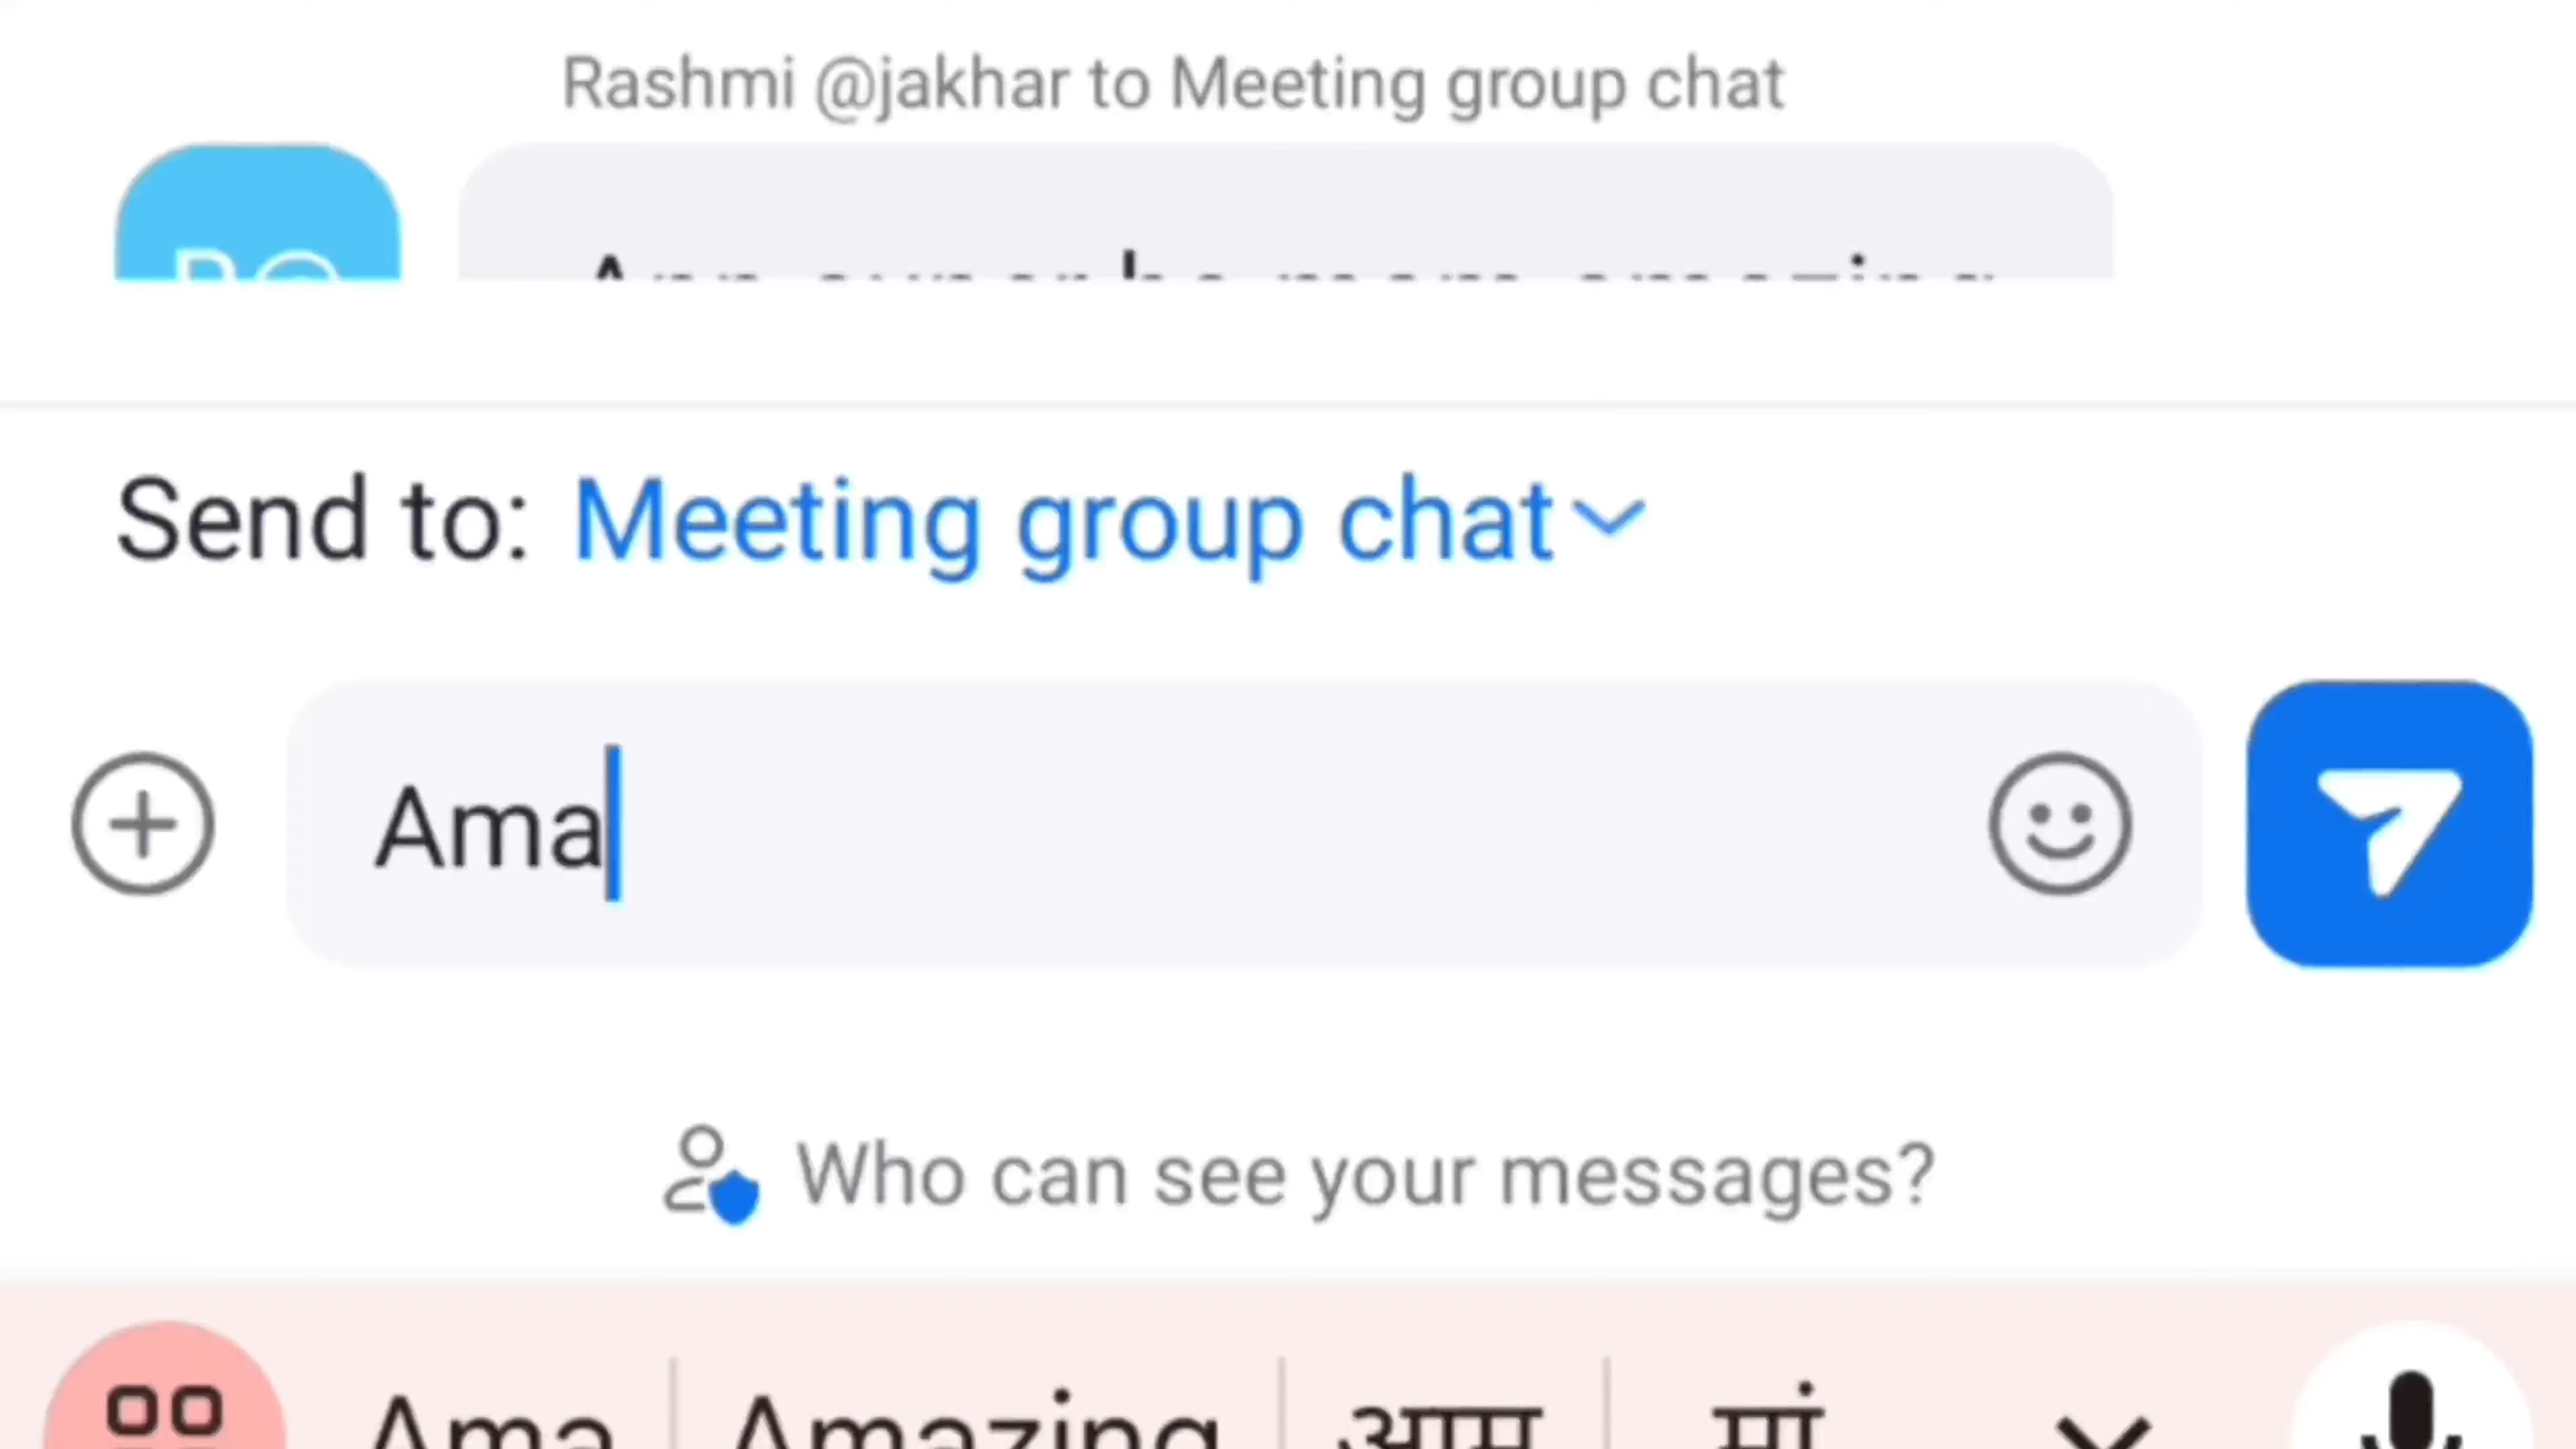 Rashmi @jakhar to Meeting group chat
Send to: Meeting group chat
Ama
Who can see your messages?
Ama Amazing आम मां